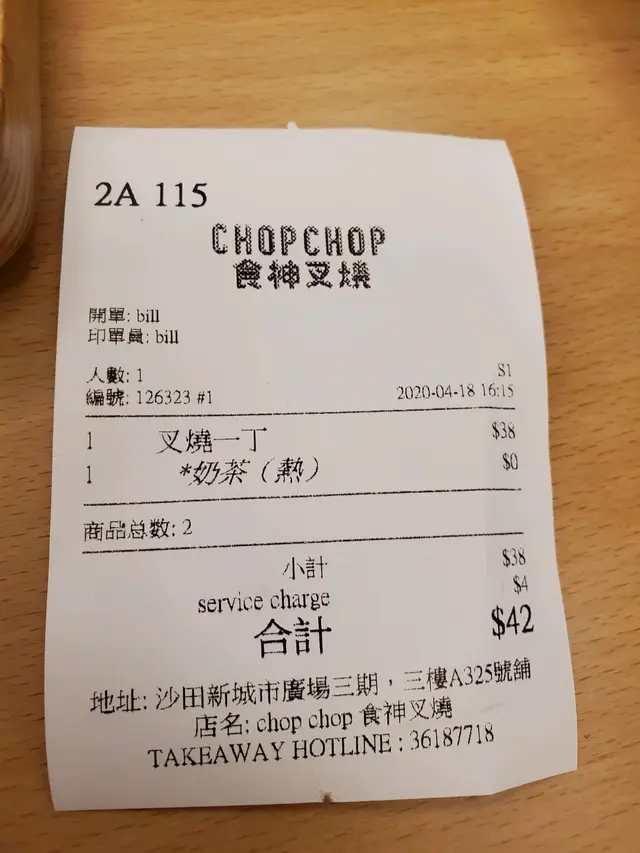 2A 115
CHOPCHOP
食神叉燒
開單: bill
印單員: bill
人數: 1 S1
編號: 126323 #1 2020-04-18 16:15
1 叉燒一丁 $38
1 *奶茶（熱） $0
商品总数: 2
小計 $38
service charge $4
合計 $42
地址: 沙田新城市廣場三期，三樓A325號舖
店名: chop chop 食神叉燒
TAKEAWAY HOTLINE : 36187718